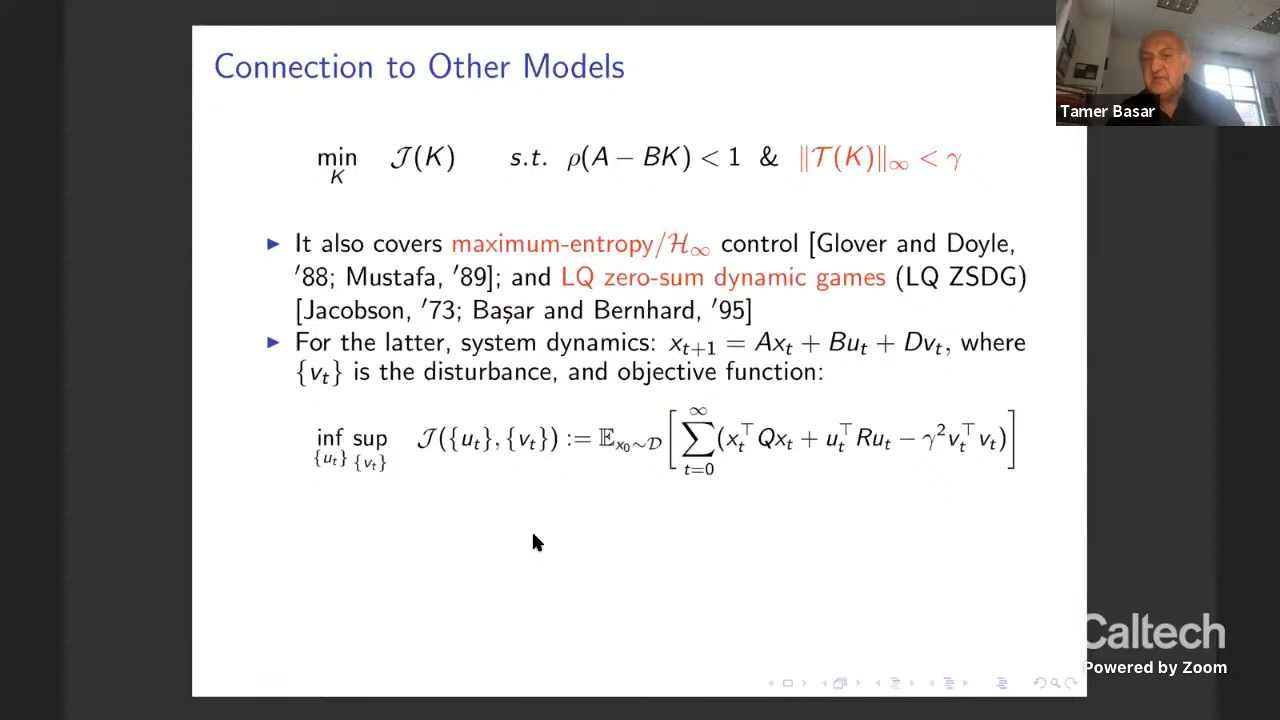 Connection to Other Models
Tamer Basar
min_K 𝒥(K) s.t. ρ(A − BK) < 1 & ‖𝒯(K)‖_∞ < γ
▶ It also covers maximum-entropy/ℋ_∞ control [Glover and Doyle,
'88; Mustafa, '89]; and LQ zero-sum dynamic games (LQ ZSDG)
[Jacobson, '73; Başar and Bernhard, '95]
▶ For the latter, system dynamics: x_{t+1} = Ax_t + Bu_t + Dv_t, where
{v_t} is the disturbance, and objective function:
inf_{{u_t}} sup_{{v_t}} 𝒥({u_t}, {v_t}) := 𝔼_{x_0∼𝒟} [ ∑_{t=0}^{∞} (x_t^⊤ Qx_t + u_t^⊤ Ru_t − γ^2 v_t^⊤ v_t) ]
Caltech
Powered by Zoom